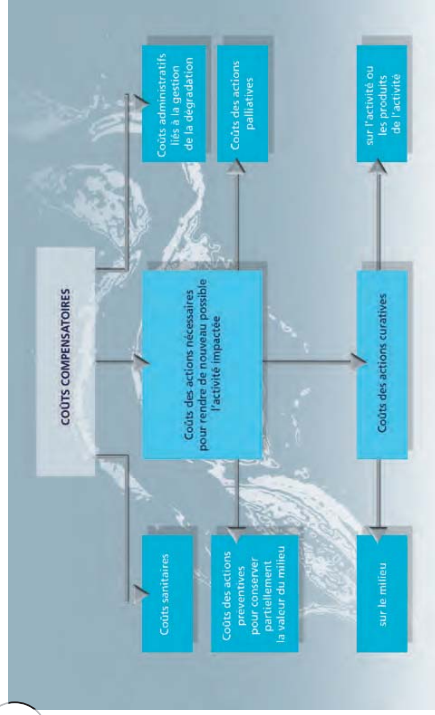 COÛTS COMPENSATOIRES
Coûts sanitaires
Coûts des actions nécessaires
pour rendre de nouveau possible
l'activité impactée
Coûts administratifs
liés à la gestion
de la dégradation
Coûts des actions
préventives
pour conserver
partiellement
la valeur du milieu
Coûts des actions
palliatives
sur le milieu
Coûts des actions curatives
sur l'activité ou
les produits
de l'activité